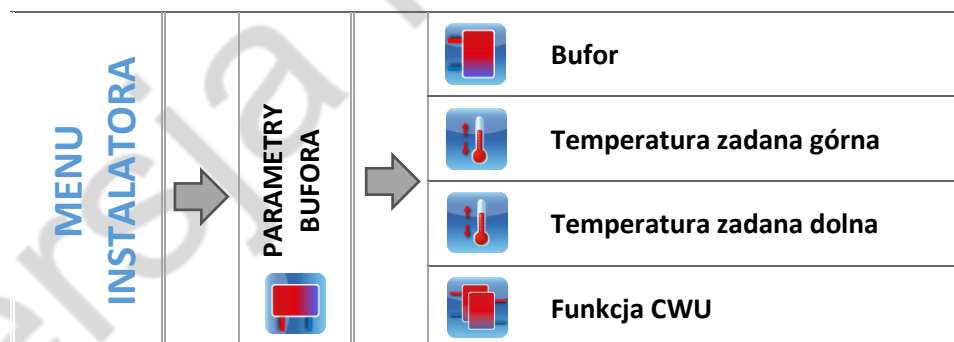 MENU
INSTALATORA
PARAMETRY
BUFORA
Bufor
Temperatura zadana górna
Temperatura zadana dolna
Funkcja CWU